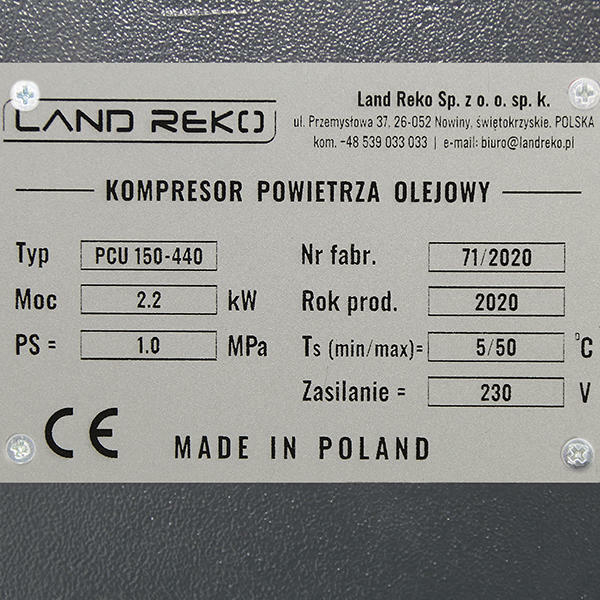 LAND REKO
Land Reko Sp. z o. o. sp. k.
ul. Przemysłowa 37, 26-052 Nowiny, świętokrzyskie, POLSKA
kom. +48 539 033 033 | e-mail: biuro@landreko.pl
KOMPRESOR POWIETRZA OLEJOWY
Typ PCU 150-440 Nr fabr. 71/2020
Moc 2.2 kW Rok prod. 2020
PS = 1.0 MPa Ts (min/max)= 5/50 °C
Zasilanie = 230 V
CE MADE IN POLAND